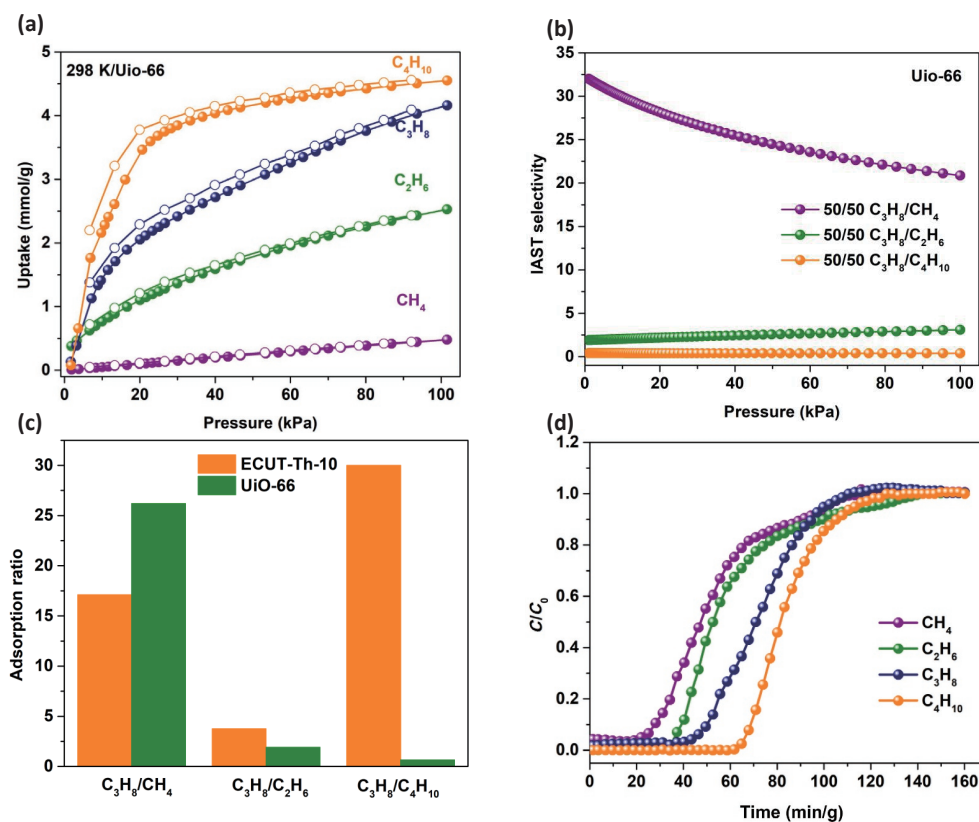 (a)
298 K/Uio-66
C₄H₁₀
C₃H₈
C₂H₆
CH₄
Uptake (mmol/g)
5
4
3
2
1
0
0 20 40 60 80 100
Pressure (kPa)
(b)
Uio-66
50/50 C₃H₈/CH₄
50/50 C₃H₈/C₂H₆
50/50 C₃H₈/C₄H₁₀
IAST selectivity
35
30
25
20
15
10
5
0
0 20 40 60 80 100
Pressure (kPa)
(c)
ECUT-Th-10
UiO-66
Adsorption ratio
30
25
20
15
10
5
0
C₃H₈/CH₄ C₃H₈/C₂H₆ C₃H₈/C₄H₁₀
(d)
C/C₀
1.2
1.0
0.8
0.6
0.4
0.2
0.0
CH₄
C₂H₆
C₃H₈
C₄H₁₀
0 20 40 60 80 100 120 140 160
Time (min/g)